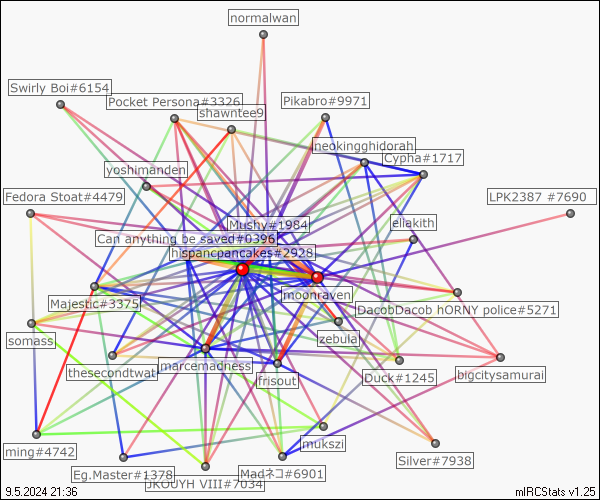 normalwan
Swirly Boi#6154
Pocket Persona#3326
Pikabro#9971
shawntee9
neokingghidorah
Cypha#1717
yoshimanden
Fedora Stoat#4479
LPK2387 #7690
Mushy#1984
ellakith
Can anything be saved#0396
hispancpancakes#2928
moonraven
Majestic#3375
DacobDacob hORNY police#5271
somass
zebula
thesecondtwat
marcemadness
frisout
Duck#1245
bigcitysamurai
ming#4742
mukszi
Eg.Master#1378
JKOUYH VIII#7034
Madネコ#6901
Silver#7938
9.5.2024 21:36
mIRCStats v1.25